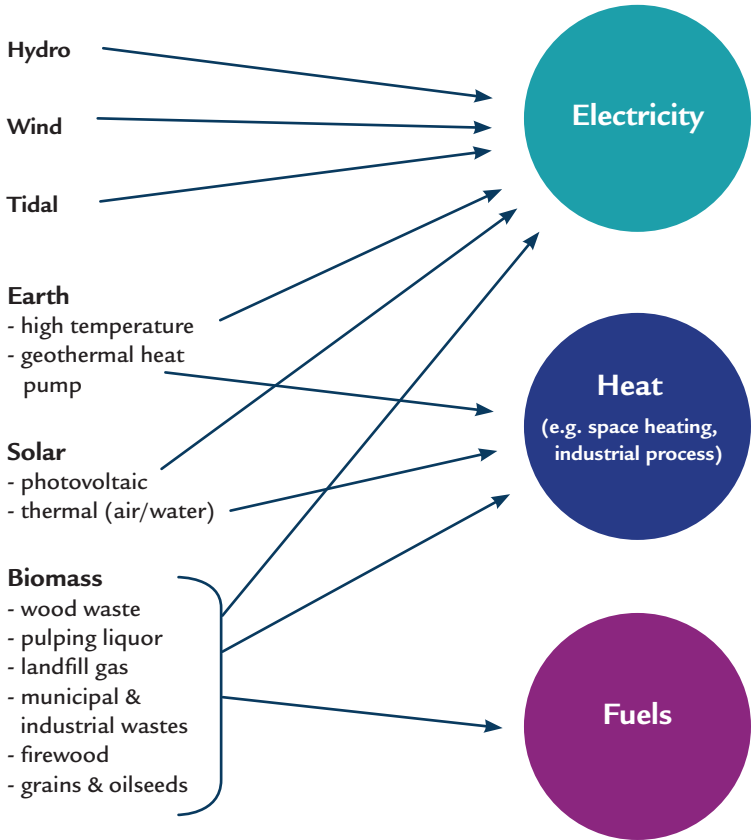 Hydro
Wind
Tidal
Earth
- high temperature
- geothermal heat
pump
Solar
- photovoltaic
- thermal (air/water)
Biomass
- wood waste
- pulping liquor
- landfill gas
- municipal &
industrial wastes
- firewood
- grains & oilseeds
Electricity
Heat
(e.g. space heating,
industrial process)
Fuels